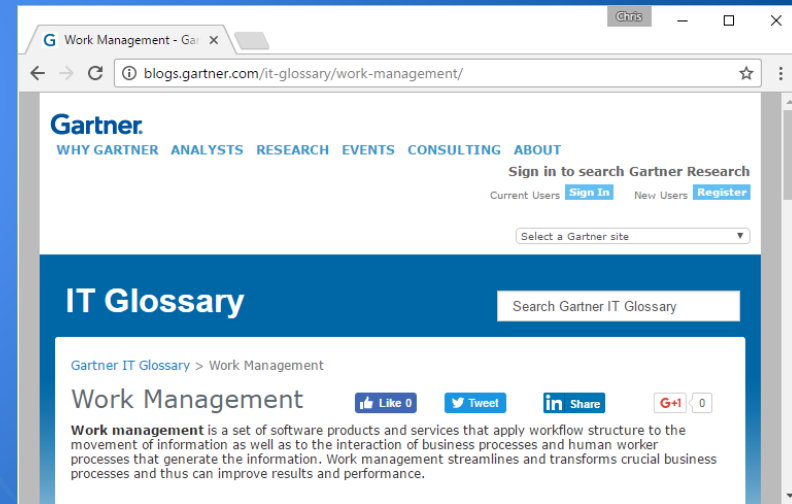 Chris
G Work Management - Gar
blogs.gartner.com/it-glossary/work-management/
Gartner.
WHY GARTNER ANALYSTS RESEARCH EVENTS CONSULTING ABOUT
Sign in to search Gartner Research
Current Users Sign In New Users Register
Select a Gartner site
IT Glossary
Search Gartner IT Glossary
Gartner IT Glossary > Work Management
Work Management
Like 0
Tweet
in Share
G+1 0
Work management is a set of software products and services that apply workflow structure to the
movement of information as well as to the interaction of business processes and human worker
processes that generate the information. Work management streamlines and transforms crucial business
processes and thus can improve results and performance.